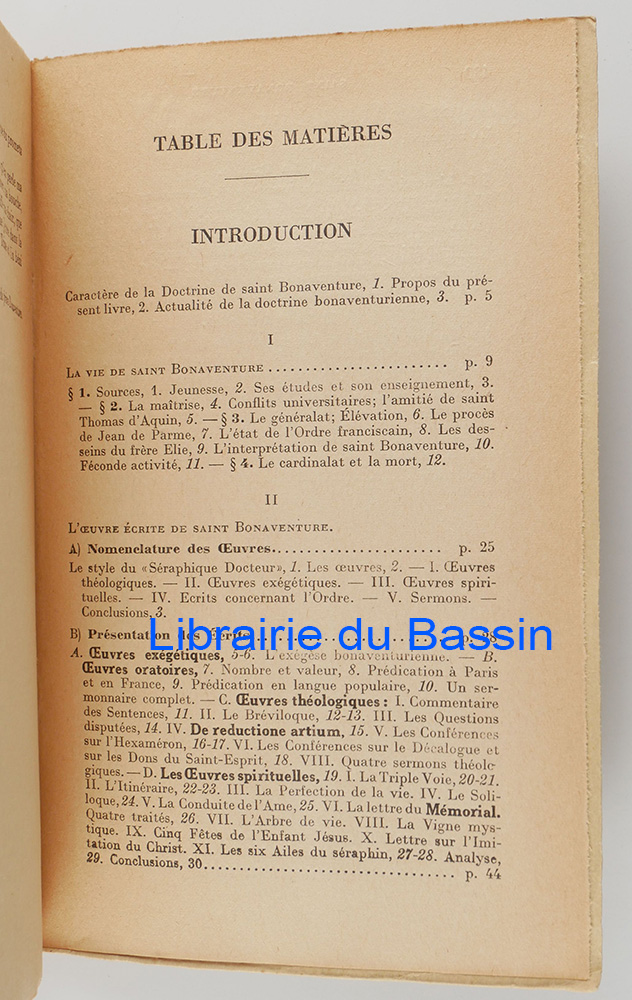 TABLE DES MATIÈRES
INTRODUCTION
Caractère de la Doctrine de saint Bonaventure, 1. Propos du pré-
sent livre, 2. Actualité de la doctrine bonaventurienne, 3. p. 5
I
LA VIE DE SAINT BONAVENTURE ........................ p. 9
§ 1. Sources, 1. Jeunesse, 2. Ses études et son enseignement, 3.
— § 2. La maîtrise, 4. Conflits universitaires; l'amitié de saint
Thomas d'Aquin, 5. — § 3. Le généralat; Élévation, 6. Le procès
de Jean de Parme, 7. L'état de l'Ordre franciscain, 8. Les des-
seins du frère Elie, 9. L'interprétation de saint Bonaventure, 10.
Féconde activité, 11. — § 4. Le cardinalat et la mort, 12.
II
L'ŒUVRE ÉCRITE DE SAINT BONAVENTURE.
A) Nomenclature des Œuvres....................... p. 25
Le style du «Séraphique Docteur», 1. Les œuvres, 2. — I. Œuvres
théologiques. — II. Œuvres exégétiques. — III. Œuvres spiri-
tuelles. — IV. Ecrits concernant l'Ordre. — V. Sermons. —
Conclusions, 3.
B) Présentation des Ecrits........................ p. 28
Librairie du Bassin
A. Œuvres exégétiques, 5-6. L'exégèse bonaventurienne. — B.
Œuvres oratoires, 7. Nombre et valeur, 8. Prédication à Paris
et en France, 9. Prédication en langue populaire, 10. Un ser-
monnaire complet. — C. Œuvres théologiques : I. Commentaire
des Sentences, 11. II. Le Bréviloque, 12-13. III. Les Questions
disputées, 14. IV. De reductione artium, 15. V. Les Conférences
sur l'Hexaméron, 16-17. VI. Les Conférences sur le Décalogue et
sur les Dons du Saint-Esprit, 18. VIII. Quatre sermons théolo-
giques. — D. Les Œuvres spirituelles, 19. I. La Triple Voie, 20-21.
II. L'Itinéraire, 22-23. III. La Perfection de la vie. IV. Le Soli-
loque, 24. V. La Conduite de l'Ame, 25. VI. La lettre du Mémorial.
Quatre traités, 26. VII. L'Arbre de vie. VIII. La Vigne mys-
tique. IX. Cinq Fêtes de l'Enfant Jésus. X. Lettre sur l'Imi-
tation du Christ. XI. Les six Ailes du séraphin, 27-28. Analyse,
29. Conclusions, 30.................................. p. 44